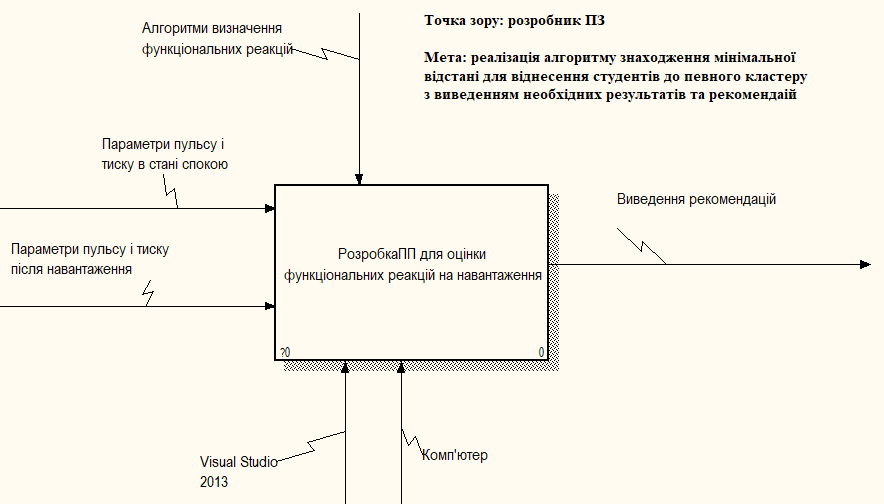 Алгоритми визначення
функціональних реакцій
Точка зору: розробник ПЗ
Мета: реалізація алгоритму знаходження мінімальної
відстані для віднесення студентів до певного кластеру
з виведенням необхідних результатів та рекомендаій
Параметри пульсу і
тиску в стані спокою
Виведення рекомендацій
Параметри пульсу і тиску
після навантаження
РозробкаПП для оцінки
функціональних реакцій на навантаження
?0
0
Visual Studio
2013
Комп'ютер